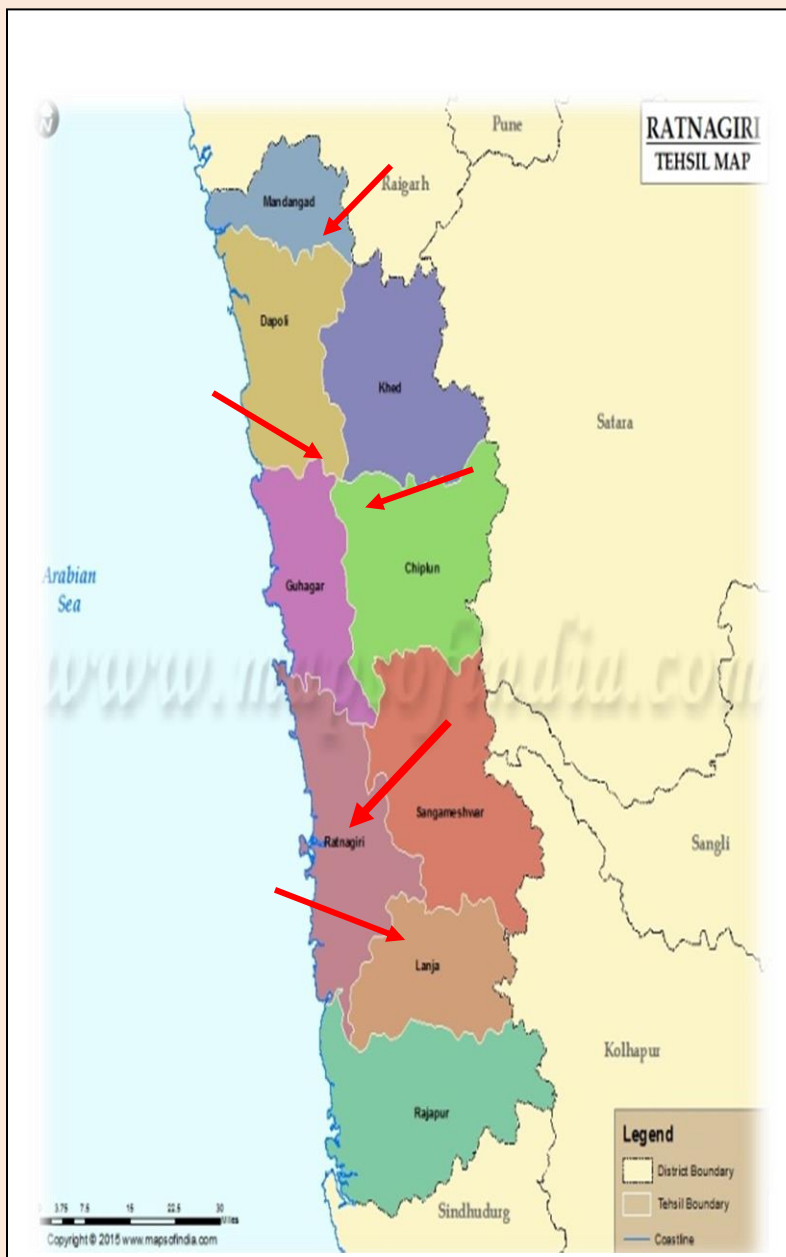 N
Pune
RATNAGIRI
TEHSIL MAP
Raigarh
Mandangad
Dapoli
Khed
Satara
Arabian
Sea
Guhagar
Chiplun
www.mapsofindia.com
Sangameshwar
Ratnagiri
Sangli
Lanja
Kolhapur
Rajapur
Legend
District Boundary
Tehsil Boundary
Coastline
Sindhudurg
3.75 7.5 15 22.5 30
Miles
Copyright © 2015 www.mapsofindia.com